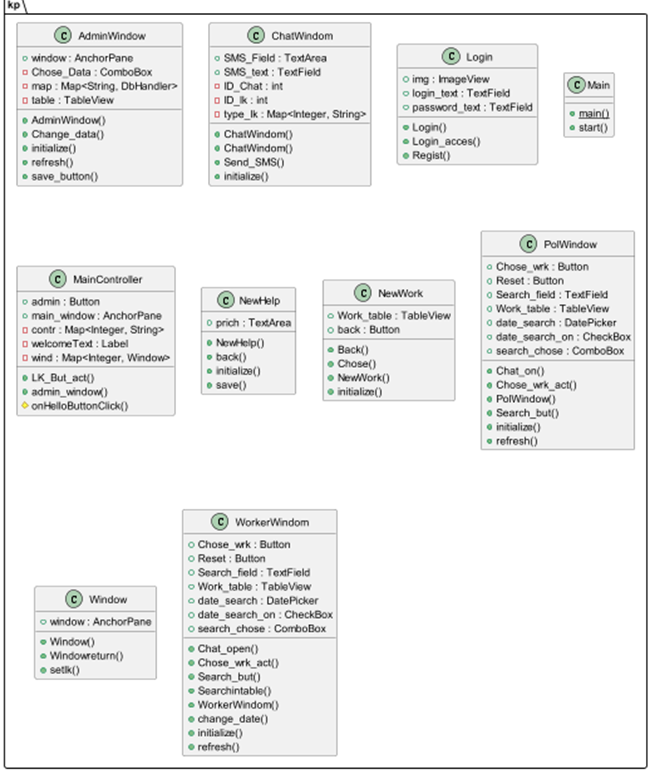 kp
C AdminWindow
window : AnchorPane
Chose_Data : ComboBox
map : Map<String, DbHandler>
table : TableView
AdminWindow()
Change_data()
initialize()
refresh()
save_button()
C ChatWindom
SMS_Field : TextArea
SMS_text : TextField
ID_Chat : int
ID_lk : int
type_lk : Map<Integer, String>
ChatWindom()
ChatWindom()
Send_SMS()
initialize()
C Login
img : ImageView
login_text : TextField
password_text : TextField
Login()
Login_acces()
Regist()
C Main
main()
start()
C MainController
admin : Button
main_window : AnchorPane
contr : Map<Integer, String>
welcomeText : Label
wind : Map<Integer, Window>
LK_But_act()
admin_window()
onHelloButtonClick()
C NewHelp
prich : TextArea
NewHelp()
back()
initialize()
save()
C NewWork
Work_table : TableView
back : Button
Back()
Chose()
NewWork()
initialize()
C PolWindow
Chose_wrk : Button
Reset : Button
Search_field : TextField
Work_table : TableView
date_search : DatePicker
date_search_on : CheckBox
search_chose : ComboBox
Chat_on()
Chose_wrk_act()
PolWindow()
Search_but()
initialize()
refresh()
C Window
window : AnchorPane
Window()
Windowreturn()
setlk()
C WorkerWindom
Chose_wrk : Button
Reset : Button
Search_field : TextField
Work_table : TableView
date_search : DatePicker
date_search_on : CheckBox
search_chose : ComboBox
Chat_open()
Chose_wrk_act()
Search_but()
Searchintable()
WorkerWindom()
change_date()
initialize()
refresh()